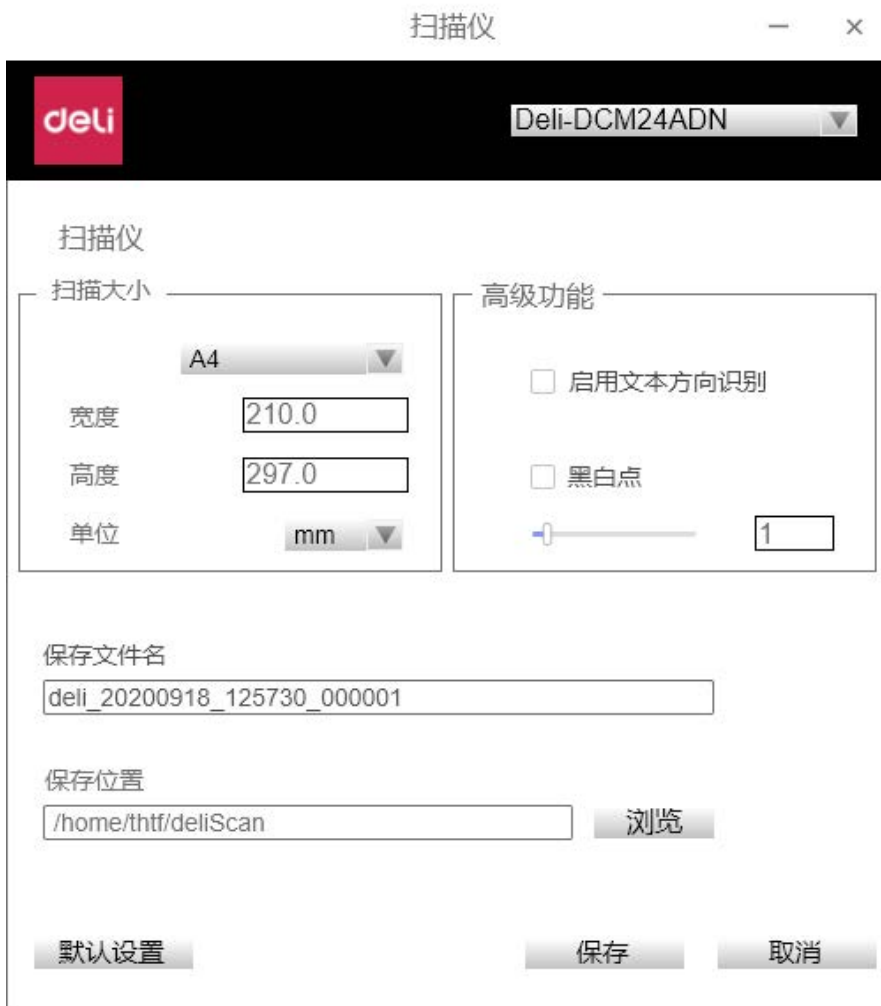 扫描仪
deli
Deli-DCM24ADN
扫描仪
扫描大小
A4
宽度 210.0
高度 297.0
单位 mm
高级功能
启用文本方向识别
黑白点
1
保存文件名
deli_20200918_125730_000001
保存位置
/home/thtf/deliScan 浏览
默认设置 保存 取消